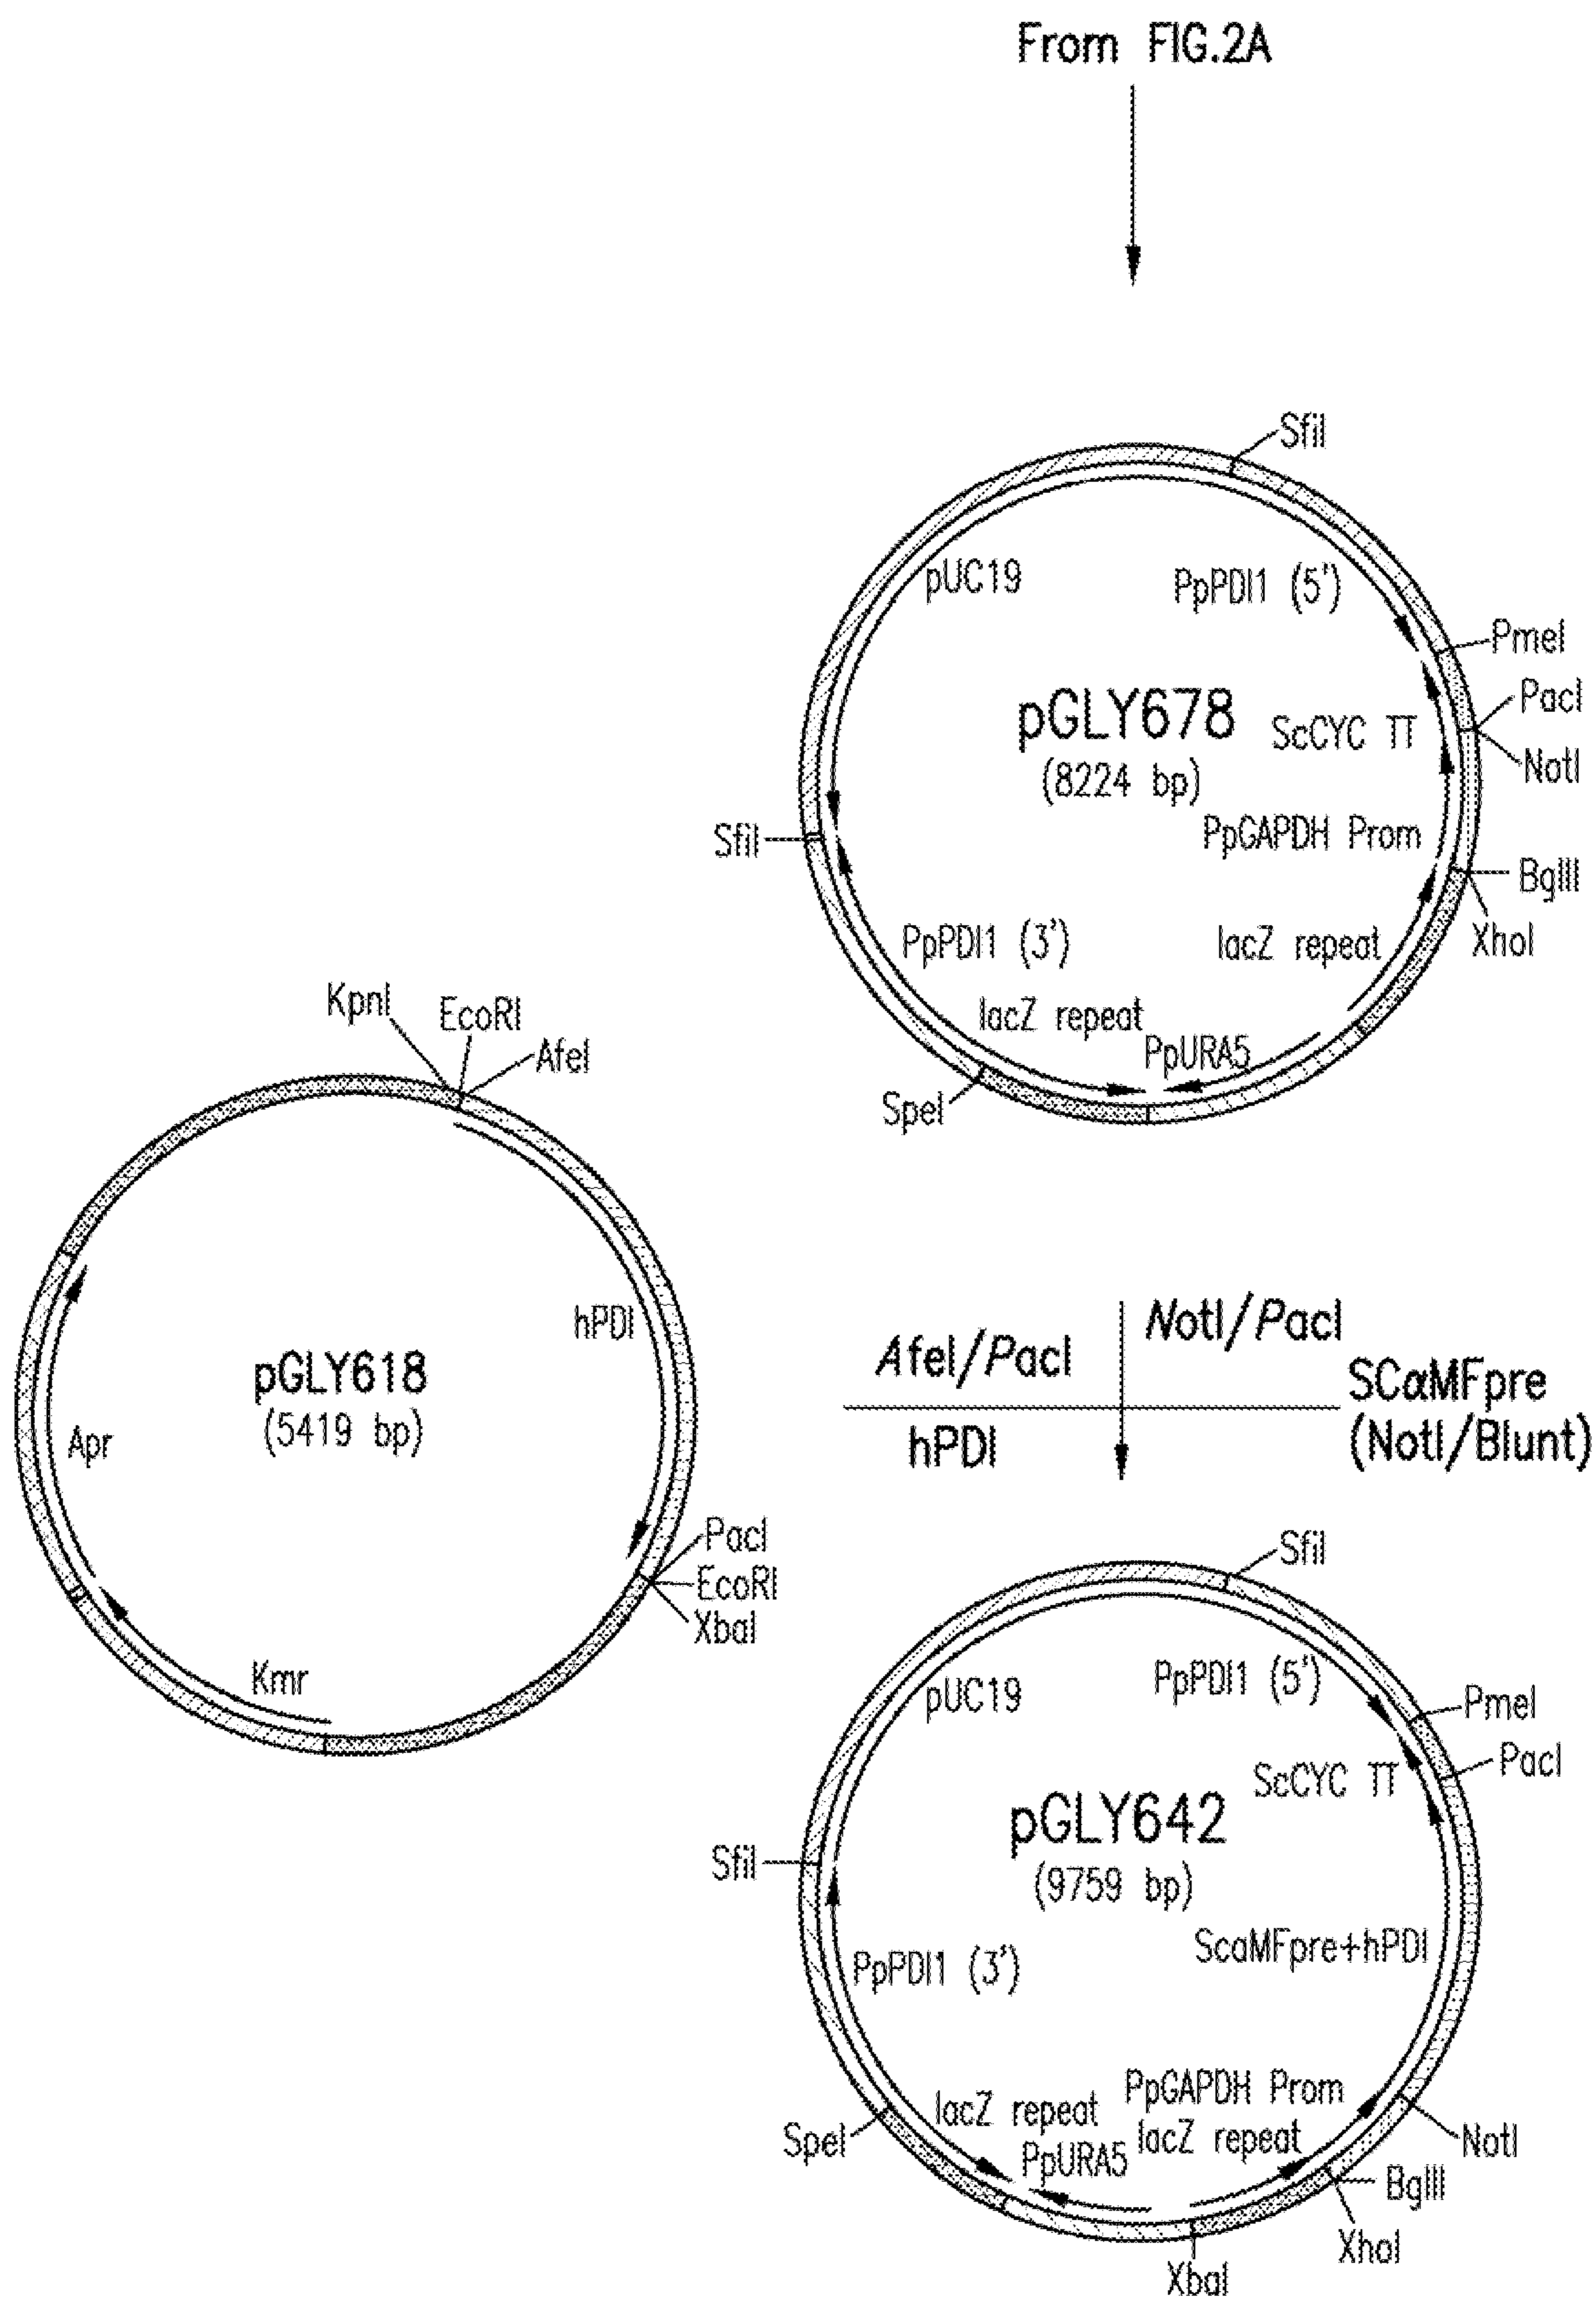 From FIG.2A
SfiI
pUC19
PpPDI1 (5')
PmeI
PacI
pGLY678
ScCYC TT
(8224 bp)
NotI
SfiI
PpGAPDH Prom
BglII
PpPDI1 (3')
lacZ repeat
XhoI
lacZ repeat
PpURA5
SpeI
KpnI
EcoRI
AfeI
hPDI
pGLY618
(5419 bp)
Apr
PacI
EcoRI
XbaI
Kmr
NotI/PacI
AfeI/PacI
SCαMFpre
hPDI
(NotI/Blunt)
SfiI
PpPDI1 (5')
pUC19
PmeI
PacI
ScCYC TT
pGLY642
SfiI
(9759 bp)
ScaMFpre+hPDI
PpPDI1 (3')
PpGAPDH Prom
lacZ repeat
lacZ repeat
SpeI
NotI
PpURA5
BglII
XhoI
XbaI